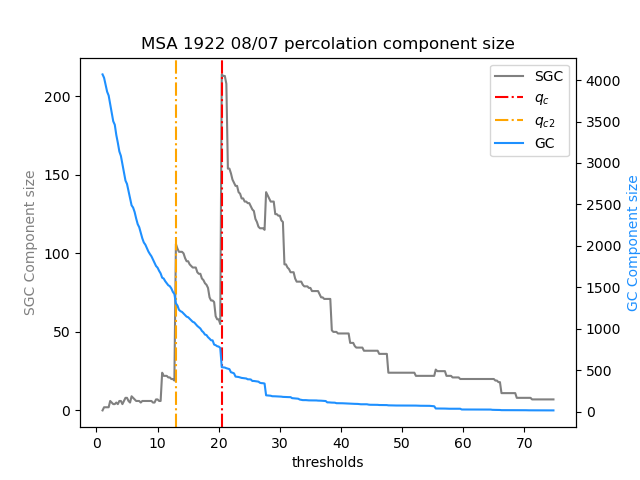 MSA 1922 08/07 percolation component size
SGC
q_c
q_c2
GC
200
150
100
50
0
SGC Component size
4000
3500
3000
2500
2000
1500
1000
500
0
GC Component size
0 10 20 30 40 50 60 70
thresholds